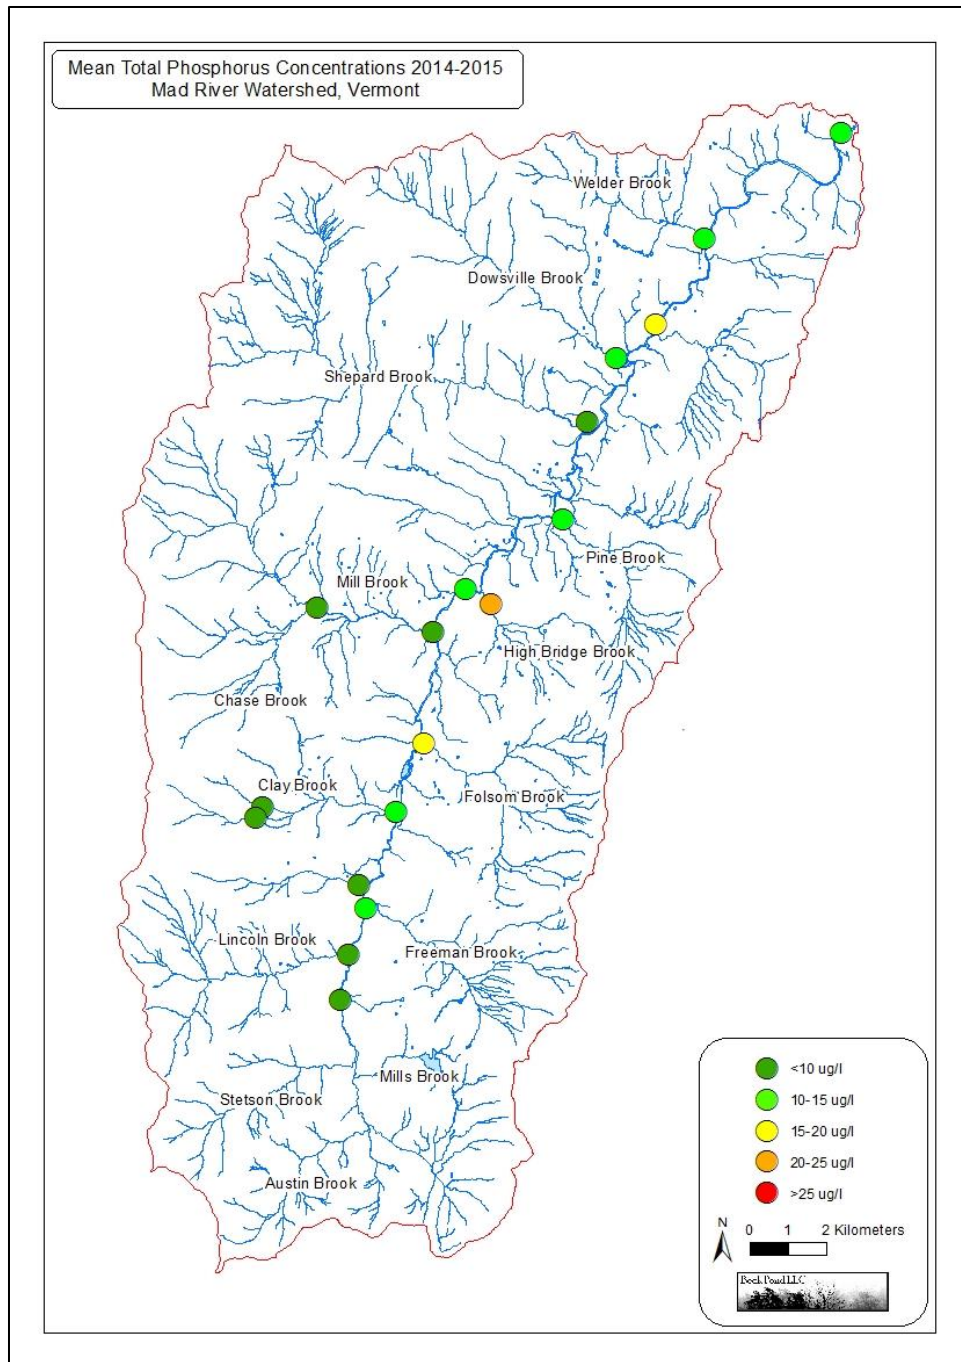 Mean Total Phosphorus Concentrations 2014-2015
Mad River Watershed, Vermont
Welder Brook
Dowsville Brook
Shepard Brook
Pine Brook
Mill Brook
High Bridge Brook
Chase Brook
Clay Brook
Folsom Brook
Lincoln Brook
Freeman Brook
Mills Brook
Stetson Brook
Austin Brook
<10 ug/l
10-15 ug/l
15-20 ug/l
20-25 ug/l
>25 ug/l
N
0 1 2 Kilometers
Beck Pond LLC